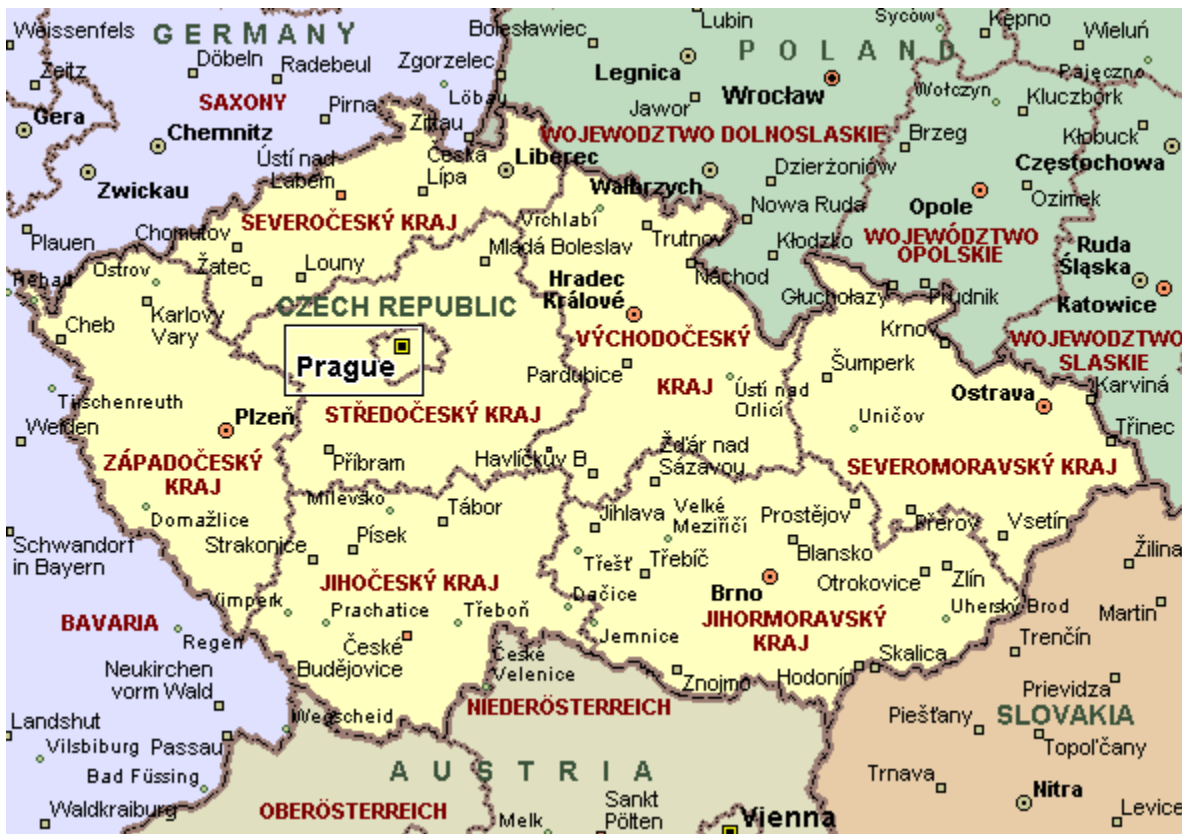 Weissenfels
GERMANY
Bolesławiec
Lubin
Syców
Kępno
Wieluń
Zeitz
Döbeln
Radebeul
Zgorzelec
Legnica
POLAND
Pajęczno
SAXONY
Pirna
Löbau
Jawor
Wrocław
Wołczyn
Kluczbork
Gera
Chemnitz
Zittau
WOJEWODZTWO DOLNOSLASKIE
Brzeg
Kłobuck
Ústí nad
Labem
Česká
Lípa
Liberec
Dzierżoniów
Częstochowa
Zwickau
Wałbrzych
Opole
Ozimek
Plauen
Chomutov
SEVEROČESKÝ KRAJ
Vrchlabí
Trutnov
Nowa Ruda
WOJEWÓDZTWO
OPOLSKIE
Ruda
Śląska
Rehau
Ostrov
Žatec
Louny
Mladá Boleslav
Náchod
Kłodzko
Katowice
Hradec
Králové
Głuchołazy
Prudnik
Cheb
Karlovy
Vary
CZECH REPUBLIC
VÝCHODOČESKÝ
KRAJ
Krnov
WOJEWODZTWO
SLASKIE
Prague
Pardubice
Šumperk
Karviná
Tirschenreuth
Plzeň
STŘEDOČESKÝ KRAJ
Ústí nad
Orlicí
Uničov
Ostrava
Weiden
Třinec
ZÁPADOČESKÝ
KRAJ
Příbram
Havlíčkův B
Žďár nad
Sázavou
SEVEROMORAVSKÝ KRAJ
Domažlice
Milevsko
Tábor
Jihlava
Velké
Meziříčí
Prostějov
Přerov
Vsetín
Schwandorf
in Bayern
Strakonice
Písek
Třešť
Třebíč
Blansko
Žilina
JIHOČESKÝ KRAJ
Brno
Otrokovice
Zlín
BAVARIA
Vimperk
Prachatice
Třeboň
Dačice
JIHORMORAVSKÝ
KRAJ
Uherský Brod
Martin
Regen
České
Budějovice
Jemnice
Trenčín
Neukirchen
vorm Wald
České
Velenice
Znojmo
Hodonín
Skalica
Prievidza
Landshut
Wegscheid
NIEDERÖSTERREICH
Piešťany
SLOVAKIA
Vilsbiburg
Passau
Topoľčany
Bad Füssing
AUSTRIA
Trnava
Nitra
Waldkraiburg
OBERÖSTERREICH
Melk
Sankt
Pölten
Vienna
Levice